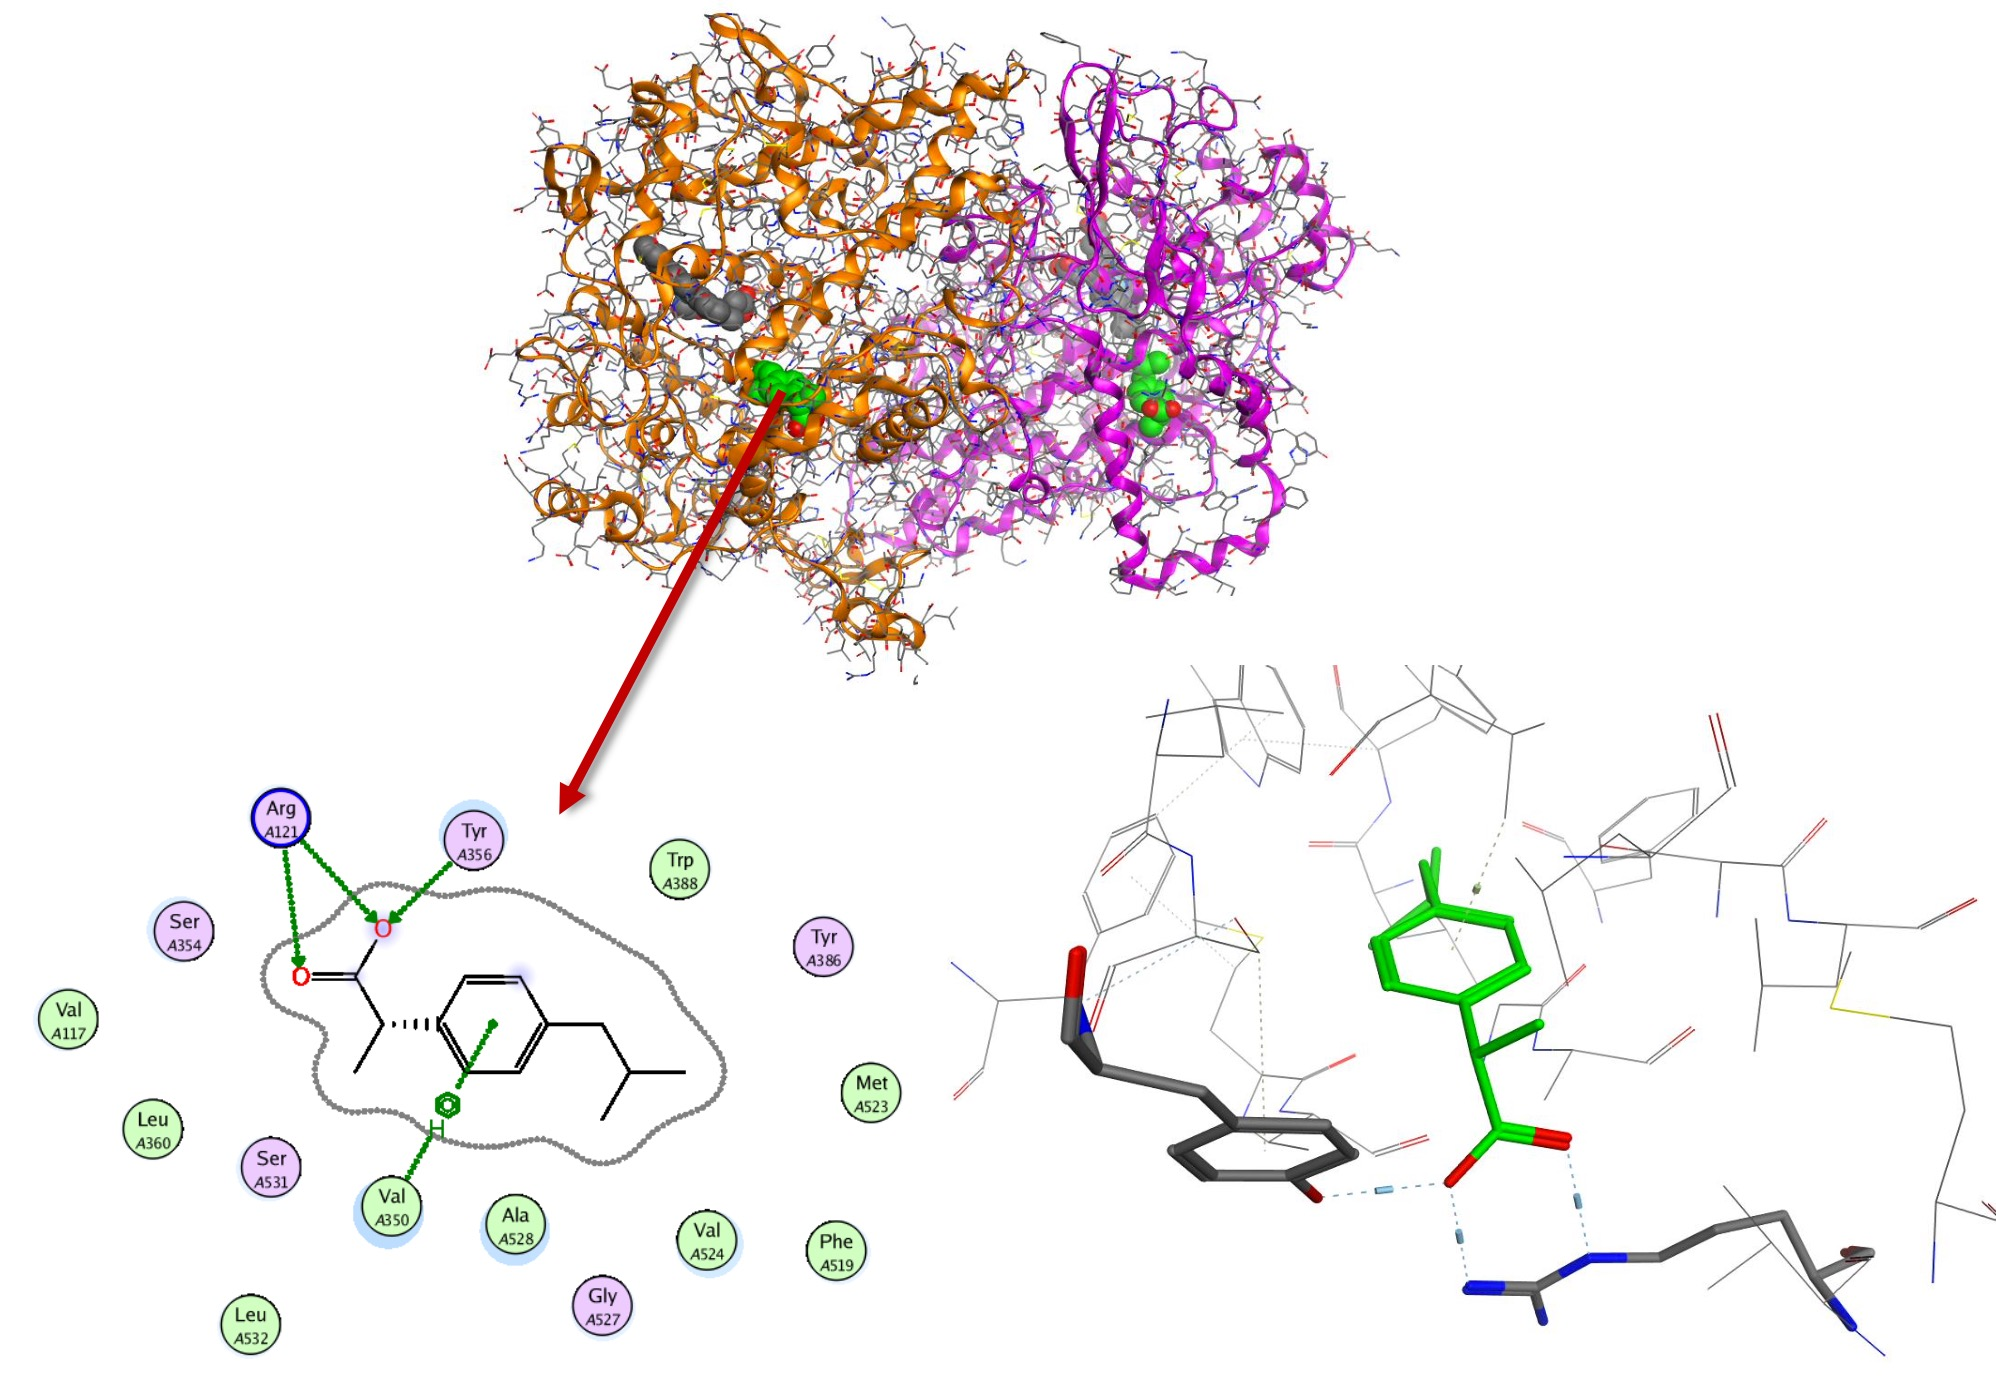 Arg
A121
Tyr
A356
Trp
A388
Ser
A354
Tyr
A386
O
O
Val
A117
Met
A523
Leu
A360
H
Ser
A531
Val
A350
Ala
A528
Val
A524
Phe
A519
Gly
A527
Leu
A532